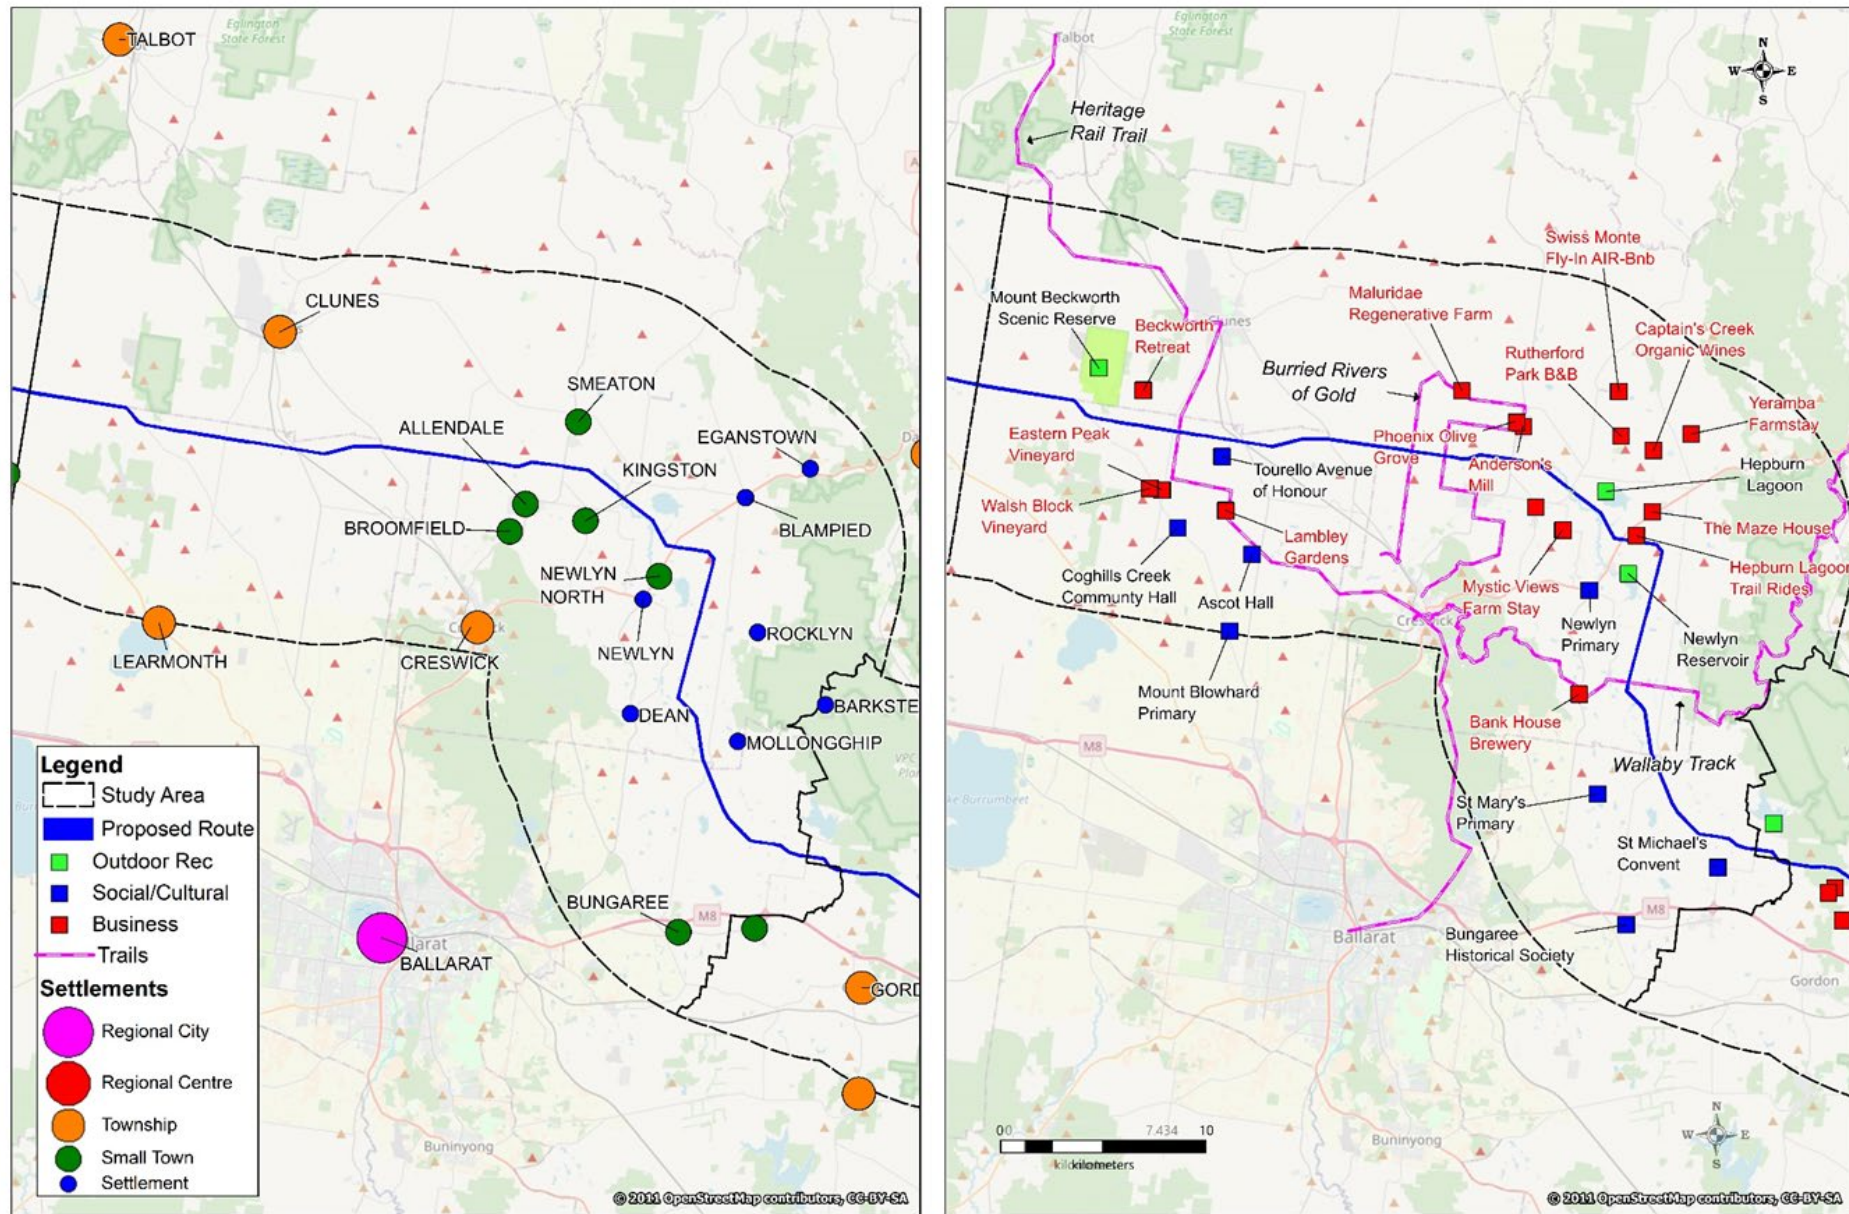 TALBOT
Eglington
State Forest
CLUNES
SMEATON
ALLENDALE
EGANSTOWN
KINGSTON
BROOMFIELD
BLAMPIED
NEWLYN
NORTH
ROCKLYN
NEWLYN
LEARMONTH
CRESWICK
DEAN
BARKSTE
MOLLONGGHIP
BUNGAREE
M8
BALLARAT
GORD
Buninyong
Legend
Study Area
Proposed Route
Outdoor Rec
Social/Cultural
Business
Trails
Settlements
Regional City
Regional Centre
Township
Small Town
Settlement
© 2011 OpenStreetMap contributors, CC-BY-SA
Talbot
Eglington
State Forest
N
W E
S
Heritage
Rail Trail
Swiss Monte
Fly-In AIR-Bnb
Mount Beckworth
Scenic Reserve
Clunes
Beckworth
Retreat
Maluridae
Regenerative Farm
Captain's Creek
Organic Wines
Rutherford
Park B&B
Burried Rivers
of Gold
Yeramba
Farmstay
Eastern Peak
Vineyard
Phoenix Olive
Grove
Anderson's
Mill
Hepburn
Lagoon
Tourello Avenue
of Honour
Walsh Block
Vineyard
Lambley
Gardens
The Maze House
Coghills Creek
Communty Hall
Ascot Hall
Mystic Views
Farm Stay
Hepburn Lagoon
Trail Rides
Creswick
Newlyn
Primary
Newlyn
Reservoir
Mount Blowhard
Primary
Bank House
Brewery
M8
Wallaby Track
St Mary's
Primary
St Michael's
Convent
M8
Bungaree
Historical Society
Ballarat
Gordon
Buninyong
7.434 10
kilometers
N
W E
S
© 2011 OpenStreetMap contributors, CC-BY-SA